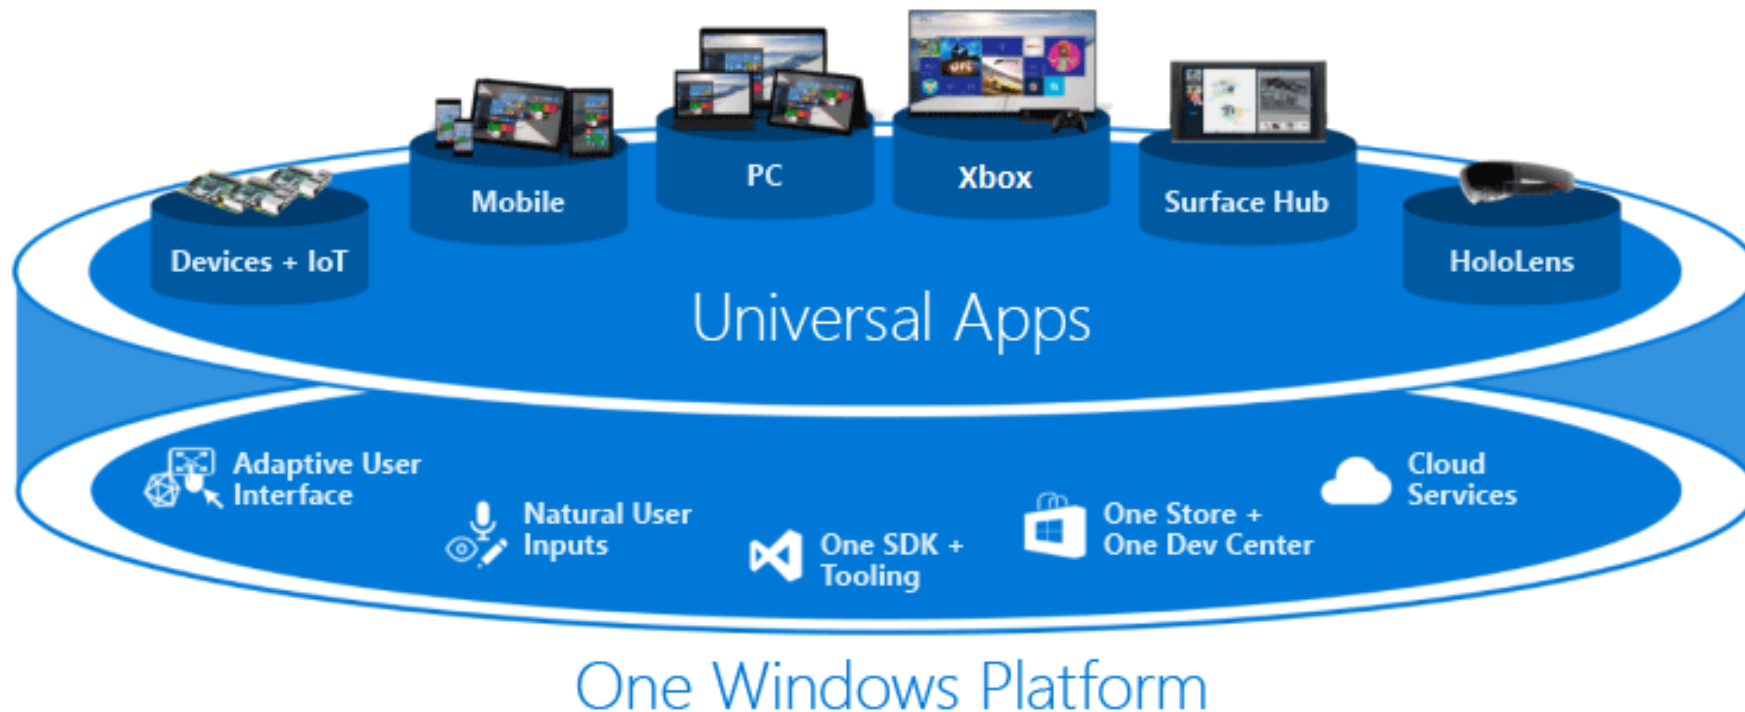 Devices + IoT
Mobile
PC
Xbox
Surface Hub
HoloLens
Universal Apps
Adaptive User
Interface
Natural User
Inputs
One SDK +
Tooling
One Store +
One Dev Center
Cloud
Services
One Windows Platform